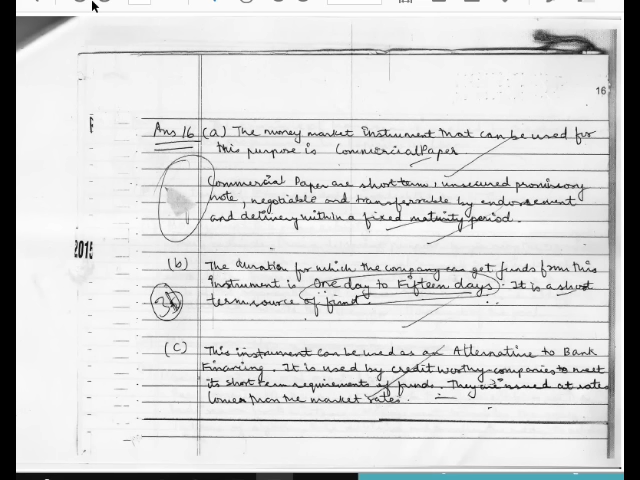 16
Ans 16 (a) The money market instrument that can be used for
this purpose is Commercial Paper.
Commercial Paper are short term, unsecured promissory
note, negotiable and transferrable by endorsement
and delivery within a fixed maturity period.
2015
(b) The duration for which the company can get funds from this
instrument is One day to Fifteen days. It is a short
term source of fund.
(C) This instrument can be used as an Alternative to Bank
Financing. It is used by credit worthy companies to meet
its short term requirements of funds. They are issued at rates
lower than the market rates.